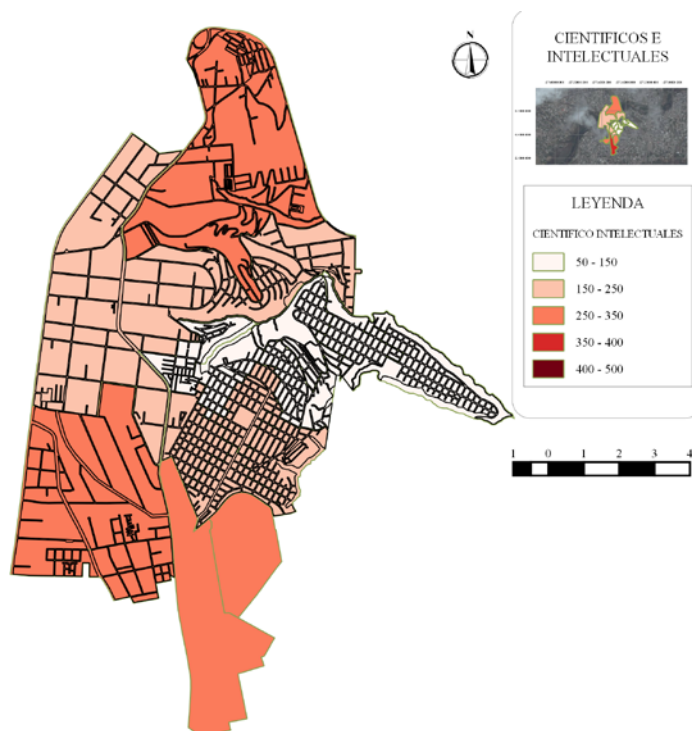 N
CIENTIFICOS E
INTELECTUALES
LEYENDA
CIENTIFICO INTELECTUALES
50 - 150
150 - 250
250 - 350
350 - 400
400 - 500
1 0 1 2 3 4